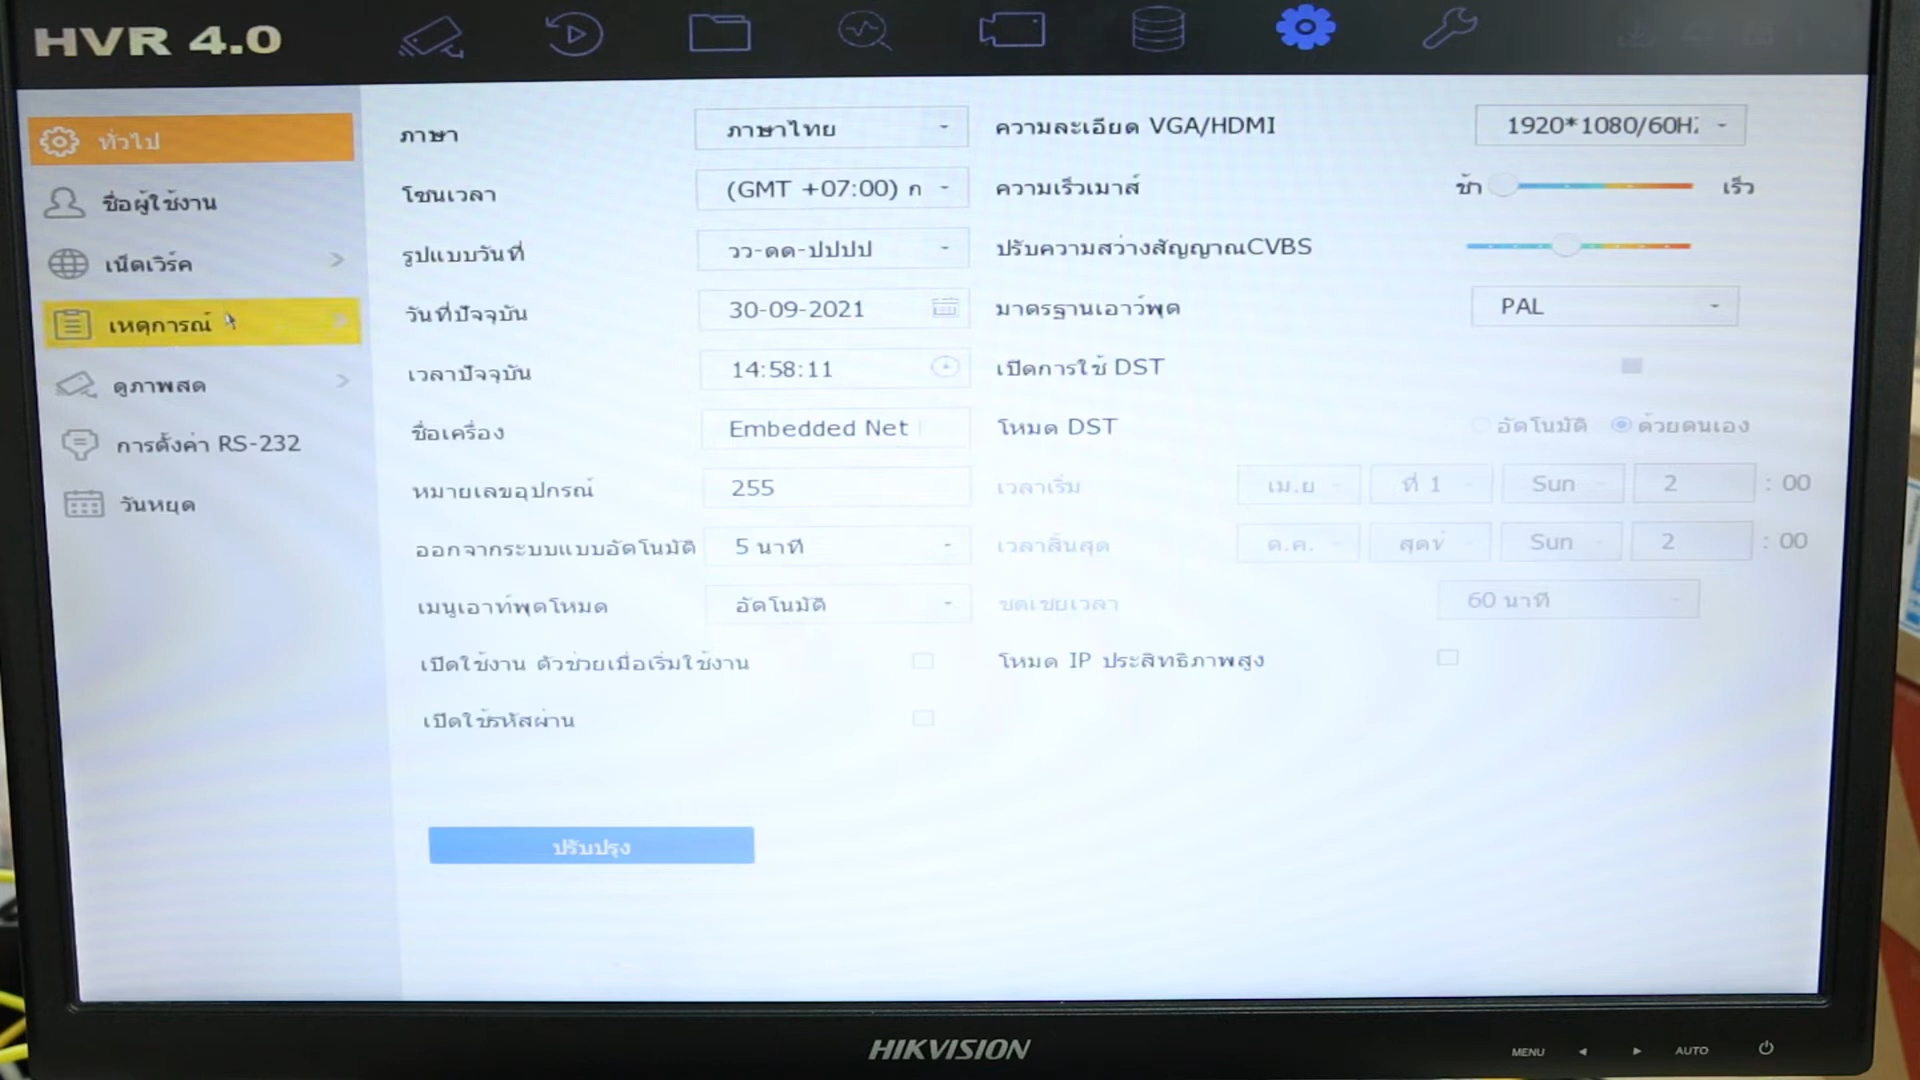 HVR 4.0
ทั่วไป
ชื่อผู้ใช้งาน
เน็ตเวิร์ค
เหตุการณ์
ดูภาพสด
การตั้งค่า RS-232
วันหยุด
ภาษา ภาษาไทย
โซนเวลา (GMT +07:00) ก
รูปแบบวันที่ วว-ดด-ปปปป
วันที่ปัจจุบัน 30-09-2021
เวลาปัจจุบัน 14:58:11
ชื่อเครื่อง Embedded Net
หมายเลขอุปกรณ์ 255
ออกจากระบบแบบอัตโนมัติ 5 นาที
เมนูเอาท์พุตโหมด อัตโนมัติ
เปิดใช้งาน ตัวช่วยเมื่อเริ่มใช้งาน
เปิดใช้รหัสผ่าน
ปรับปรุง
ความละเอียด VGA/HDMI 1920*1080/60H
ความเร็วเมาส์ ช้า เร็ว
ปรับความสว่างสัญญาณCVBS
มาตรฐานเอาว์พุต PAL
เปิดการใช้ DST
โหมด DST อัตโนมัติ ด้วยตนเอง
เวลาเริ่ม เม.ย ที่ 1 Sun 2 : 00
เวลาสิ้นสุด ต.ค. สุดท้ Sun 2 : 00
ชดเชยเวลา 60 นาที
โหมด IP ประสิทธิภาพสูง
HIKVISION
MENU AUTO